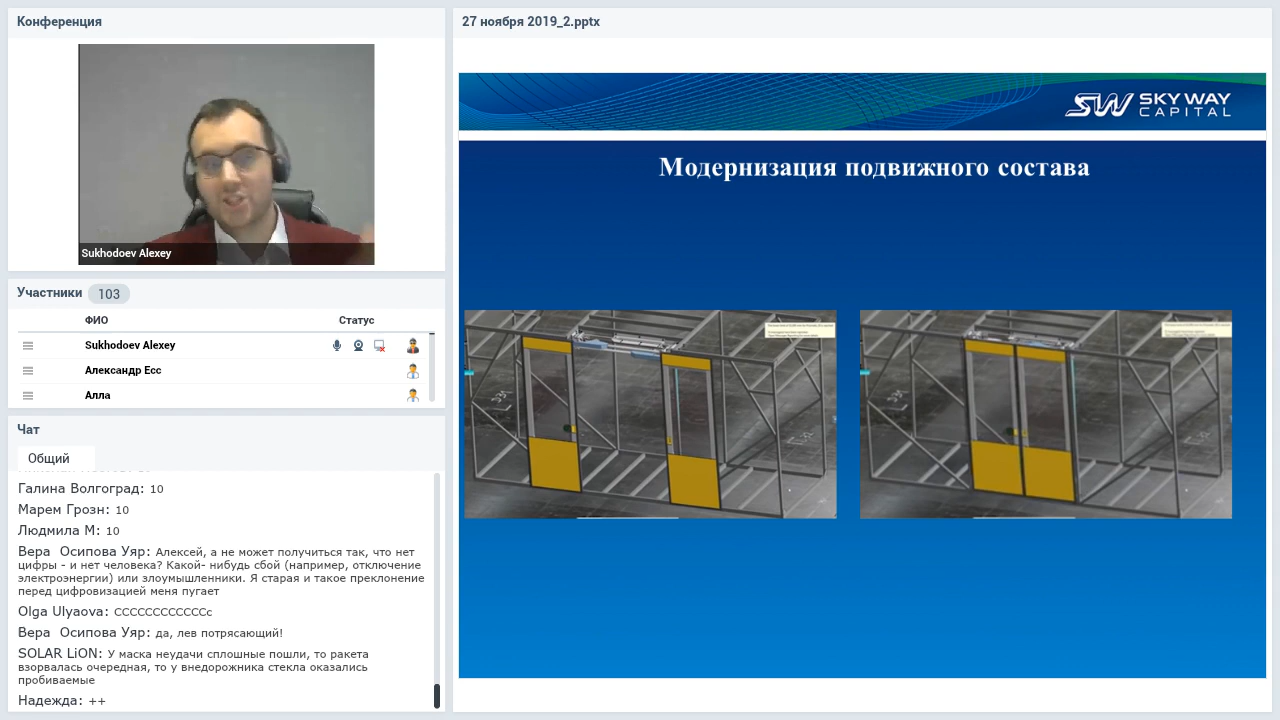 Конференция
Sukhodoev Alexey
Участники 103
ФИО Статус
Sukhodoev Alexey
Александр Есс
Алла
Чат
Общий
Галина Волгоград: 10
Марем Грозн: 10
Людмила М: 10
Вера Осипова Уяр: Алексей, а не может получиться так, что нет
цифры - и нет человека? Какой- нибудь сбой (например, отключение
электроэнергии) или злоумышленники. Я старая и такое преклонение
перед цифровизацией меня пугает
Olga Ulyaova: СССССССССССС​с
Вера Осипова Уяр: да, лев потрясающий!
SOLAR LiON: У маска неудачи сплошные пошли, то ракета
взорвалась очередная, то у внедорожника стекла оказались
пробиваемые
Надежда: ++
27 ноября 2019_2.pptx
SW SKY WAY
CAPITAL
Модернизация подвижного состава